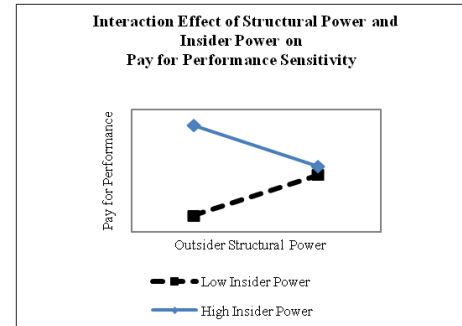 Interaction Effect of Structural Power and
Insider Power on
Pay for Performance Sensitivity
Pay for Performance
Outsider Structural Power
Low Insider Power
High Insider Power